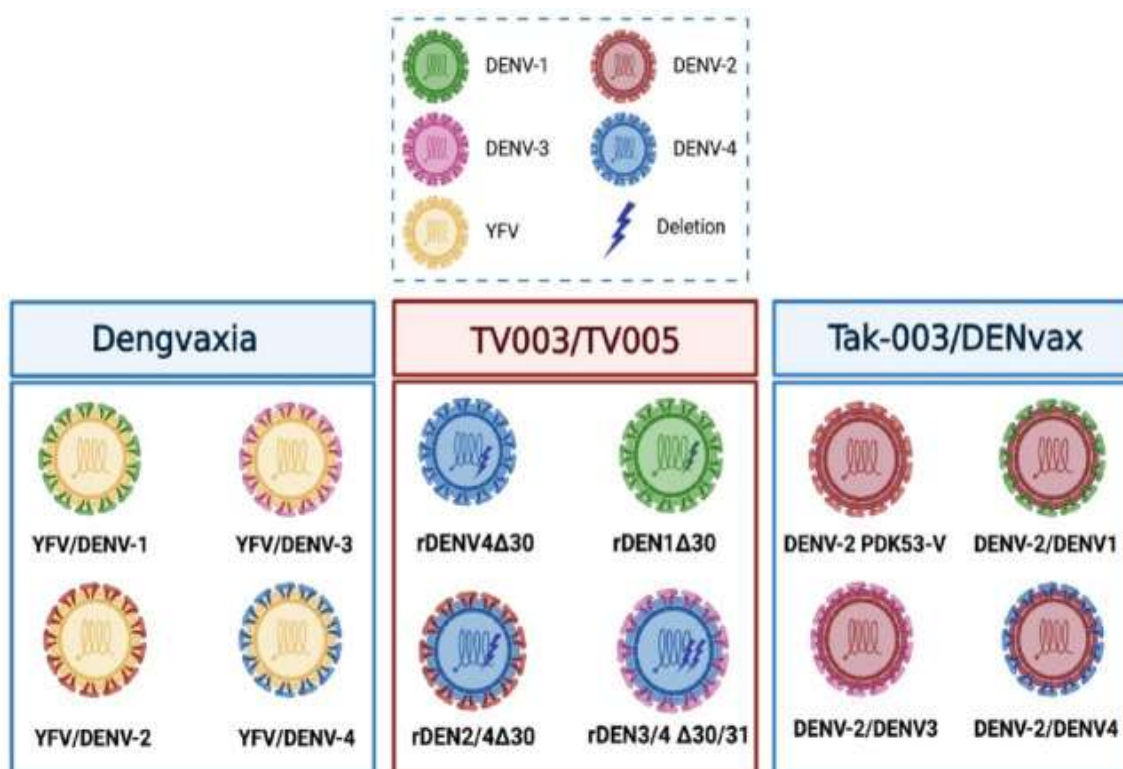 DENV-1 DENV-2
DENV-3 DENV-4
YFV Deletion
Dengvaxia
YFV/DENV-1 YFV/DENV-3
YFV/DENV-2 YFV/DENV-4
TV003/TV005
rDENV4Δ30 rDEN1Δ30
rDEN2/4Δ30 rDEN3/4 Δ30/31
Tak-003/DENvax
DENV-2 PDK53-V DENV-2/DENV1
DENV-2/DENV3 DENV-2/DENV4